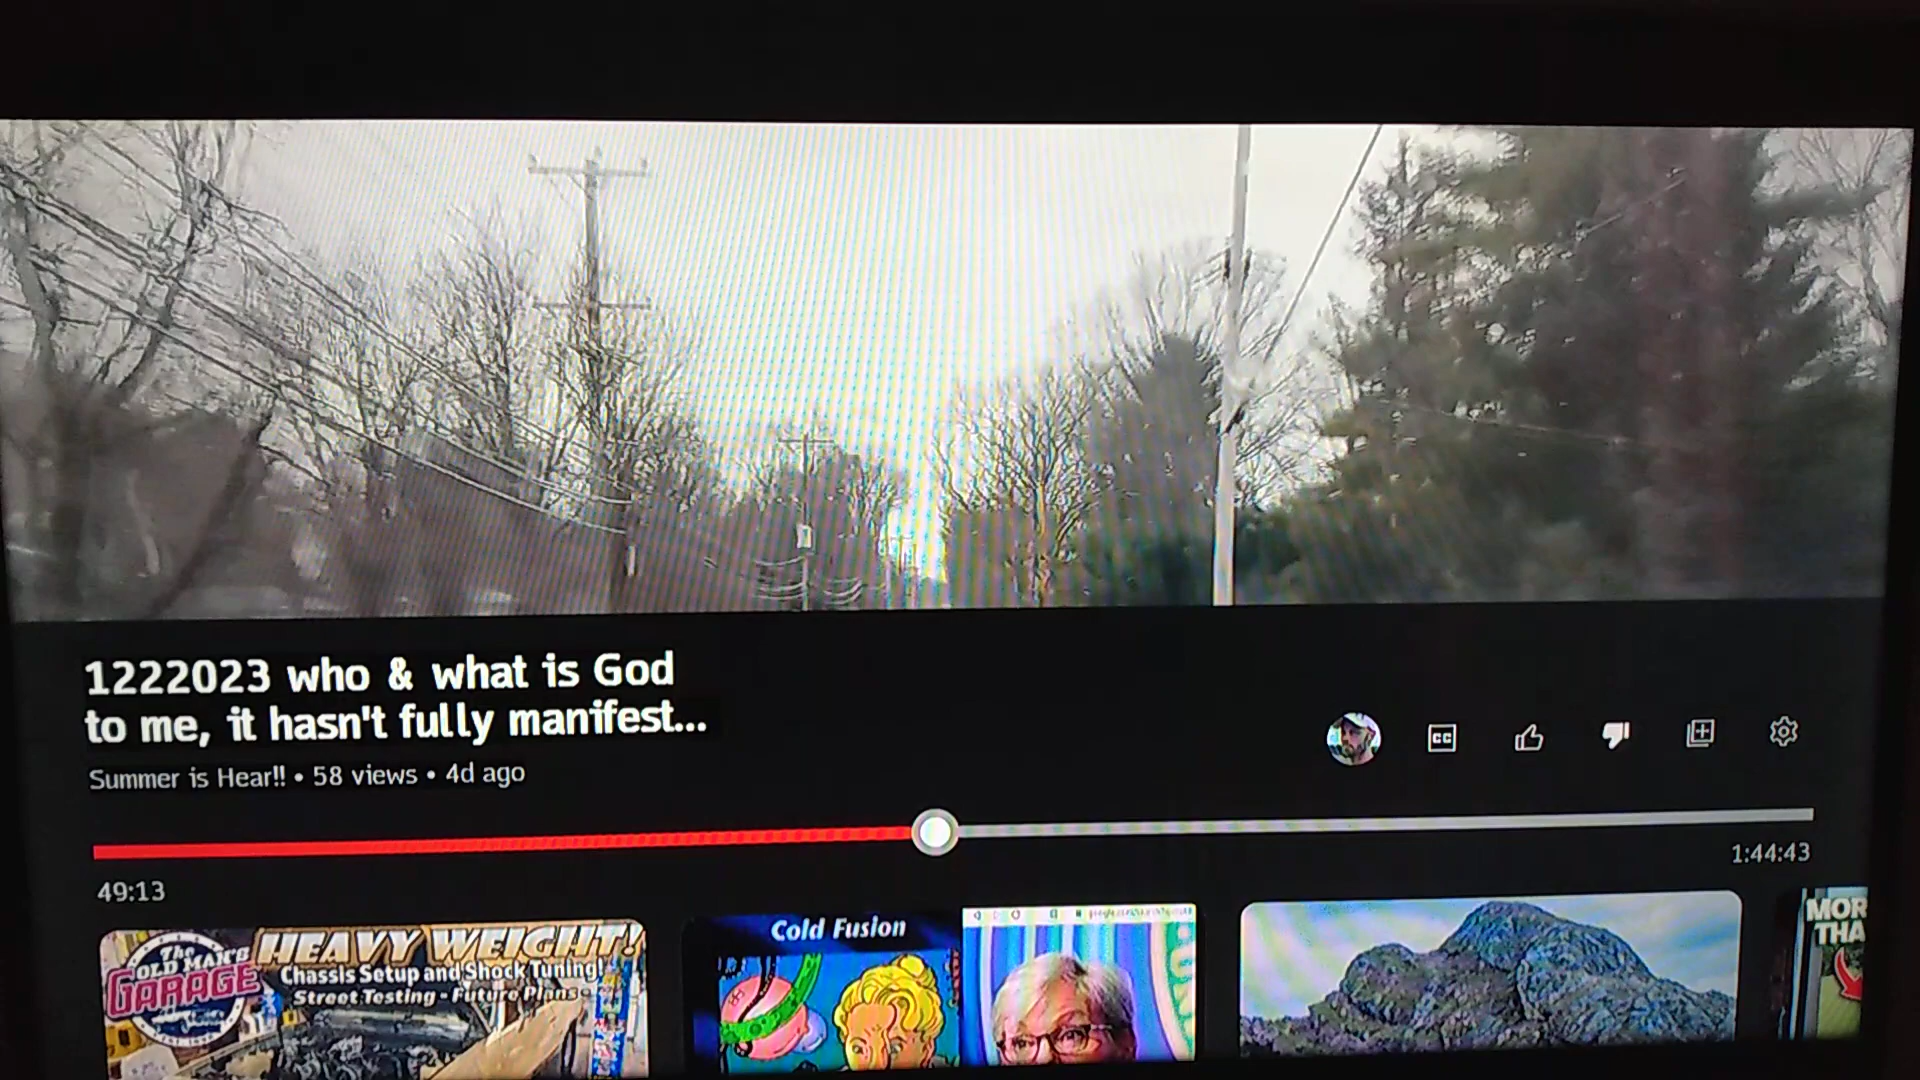 1222023 who & what is God
to me, it hasn't fully manifest...
Summer is Hear!! • 58 views • 4d ago
CC
49:13
1:44:43
The
OLD MAN'S
GARAGE
HEAVY WEIGHT!
Chassis Setup and Shock Tuning!
Street Testing - Future Plans
Cold Fusion
MOR
THA